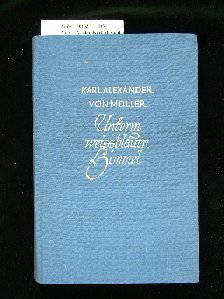 KARL ALEXANDER
VON MÜLLER
Unterm
weissblauen
Himmel